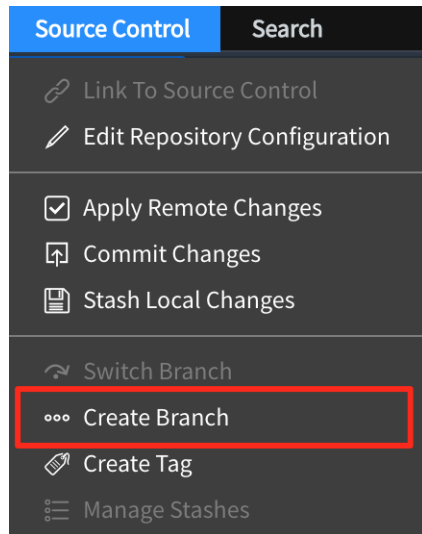 Source Control Search
Link To Source Control
Edit Repository Configuration
Apply Remote Changes
Commit Changes
Stash Local Changes
Switch Branch
Create Branch
Create Tag
Manage Stashes